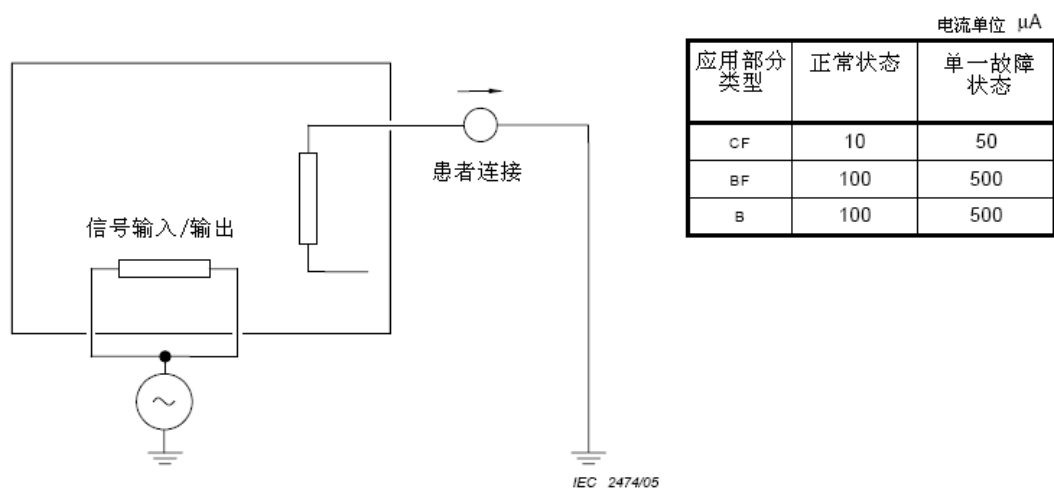 电流单位 μA
应用部分
类型
正常状态
单一故障
状态
CF
10
50
BF
100
500
B
100
500
患者连接
信号输入/输出
IEC 2474/05